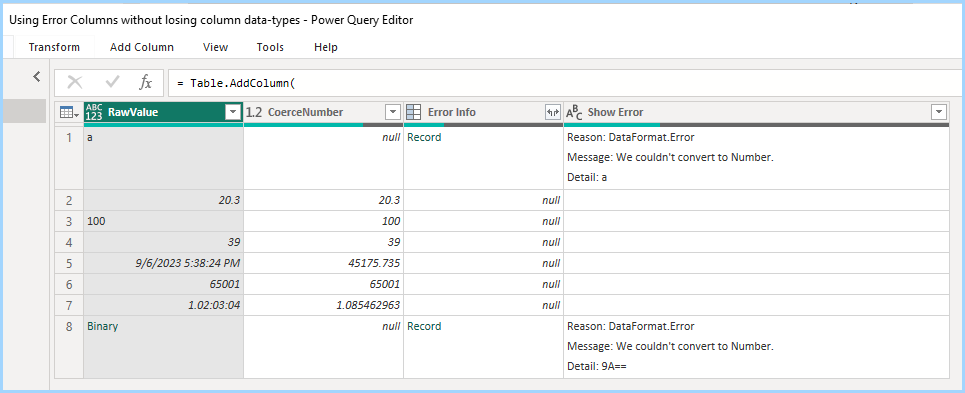 Using Error Columns without losing column data-types - Power Query Editor
Transform Add Column View Tools Help
fx = Table.AddColumn(
ABC 123 RawValue 1.2 CoerceNumber Error Info ABC Show Error
1 a null Record Reason: DataFormat.Error
Message: We couldn't convert to Number.
Detail: a
2 20.3 20.3 null
3 100 100 null
4 39 39 null
5 9/6/2023 5:38:24 PM 45175.735 null
6 65001 65001 null
7 1.02:03:04 1.085462963 null
8 Binary null Record Reason: DataFormat.Error
Message: We couldn't convert to Number.
Detail: 9A==